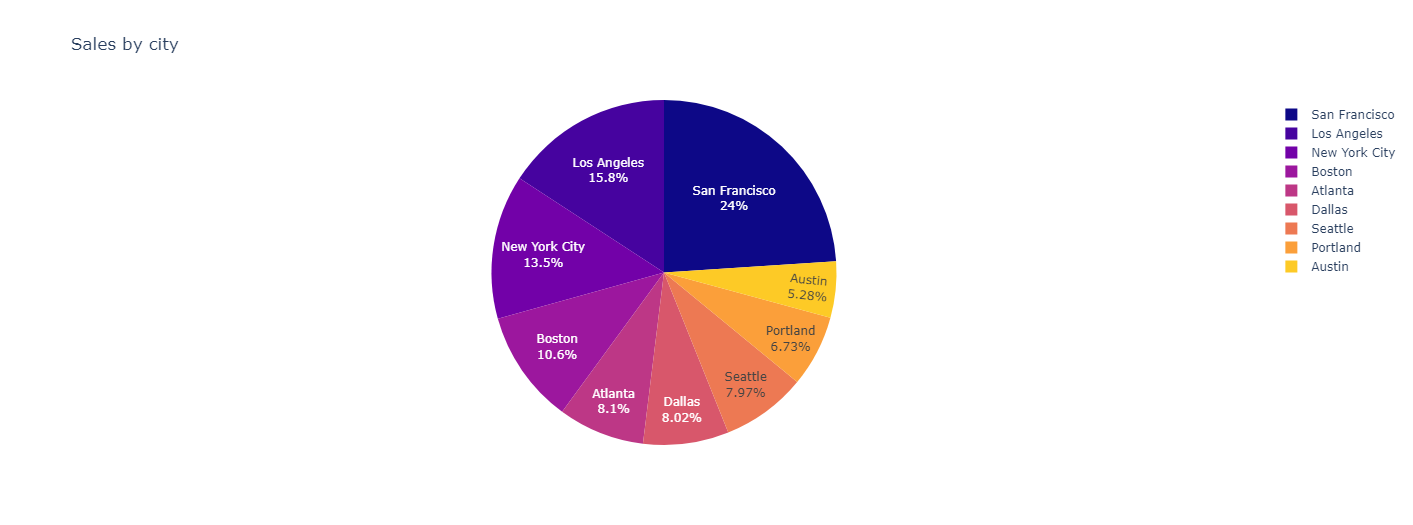 Sales by city
Los Angeles
15.8%
San Francisco
24%
New York City
13.5%
Austin
5.28%
Portland
6.73%
Boston
10.6%
Seattle
7.97%
Atlanta
8.1%
Dallas
8.02%
San Francisco
Los Angeles
New York City
Boston
Atlanta
Dallas
Seattle
Portland
Austin